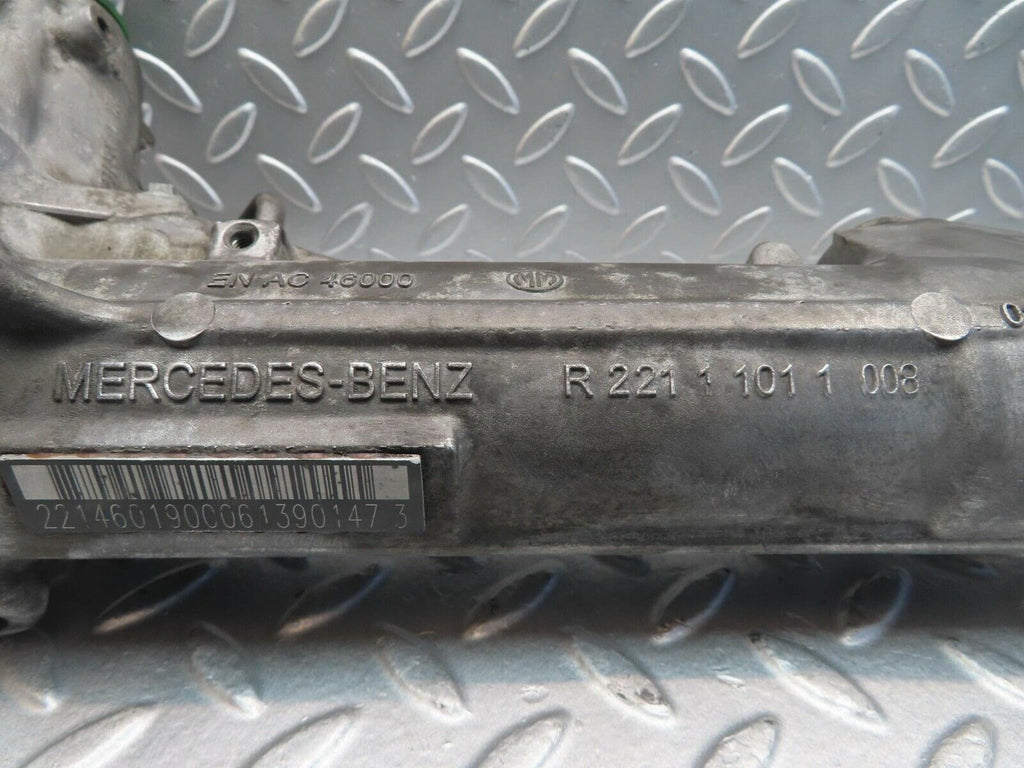 EN AC 46000
MERCEDES-BENZ R 221 1 101 1 008
221460190C061390147 3